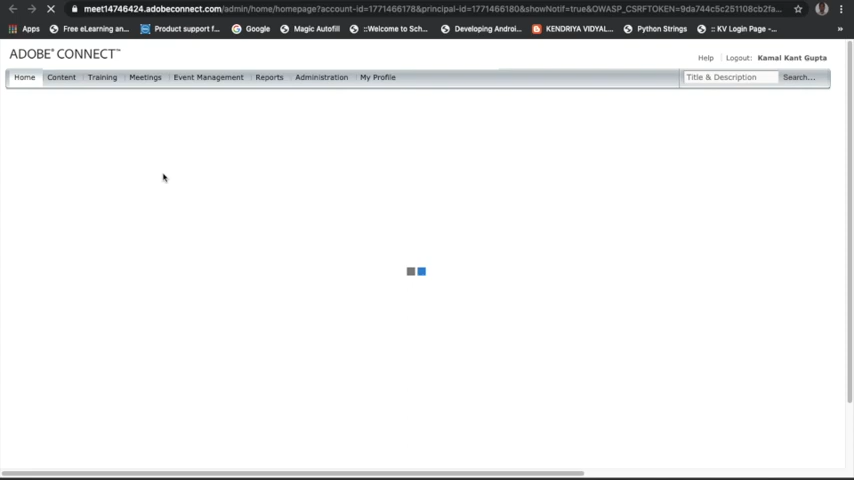 meet14746424.adobeconnect.com/admin/home/homepage?account-id=1771466178&principal-id=1771466180&showNotif=true&OWASP_CSRFTOKEN=9da744c5c251108cb2fa...
Apps Free eLearning an... Product support f... Google Magic Autofill ::Welcome to Sch... Developing Androi... KENDRIYA VIDYAL... Python Strings :: KV Login Page -... »
ADOBE® CONNECT™
Help Logout: Kamal Kant Gupta
Home Content Training Meetings Event Management Reports Administration My Profile Title & Description Search...